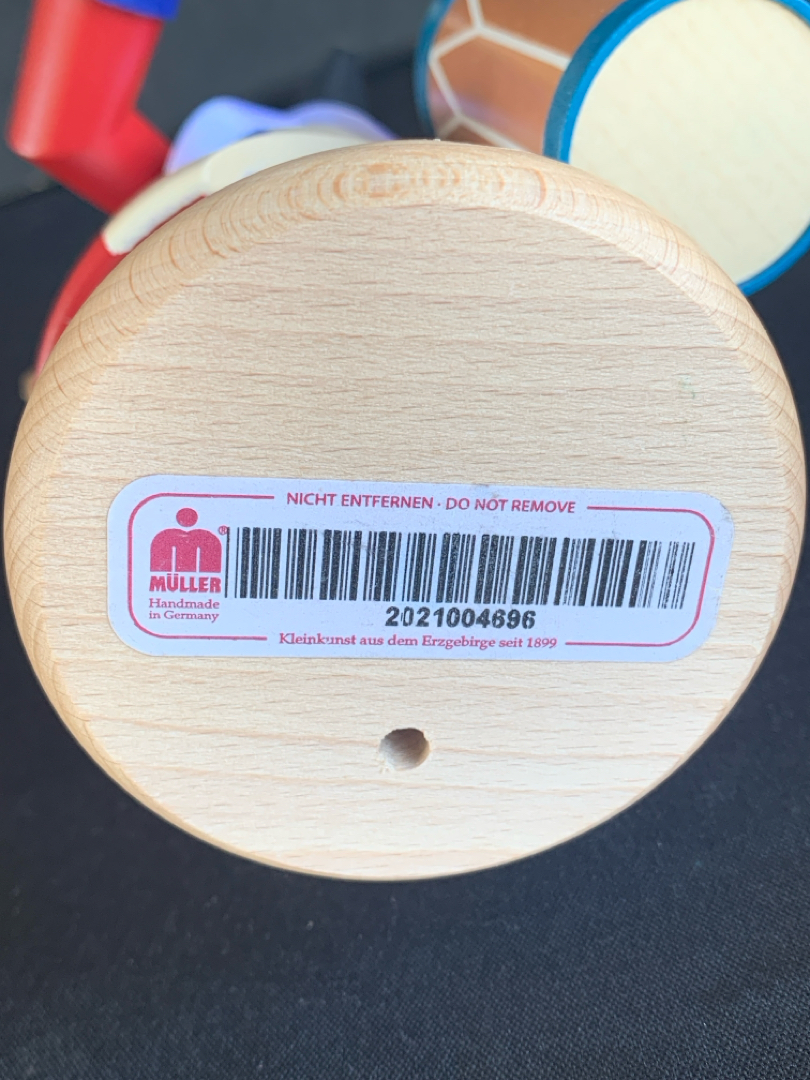 NICHT ENTFERNEN · DO NOT REMOVE
®
MÜLLER
Handmade
in Germany
2021004696
Kleinkunst aus dem Erzgebirge seit 1899